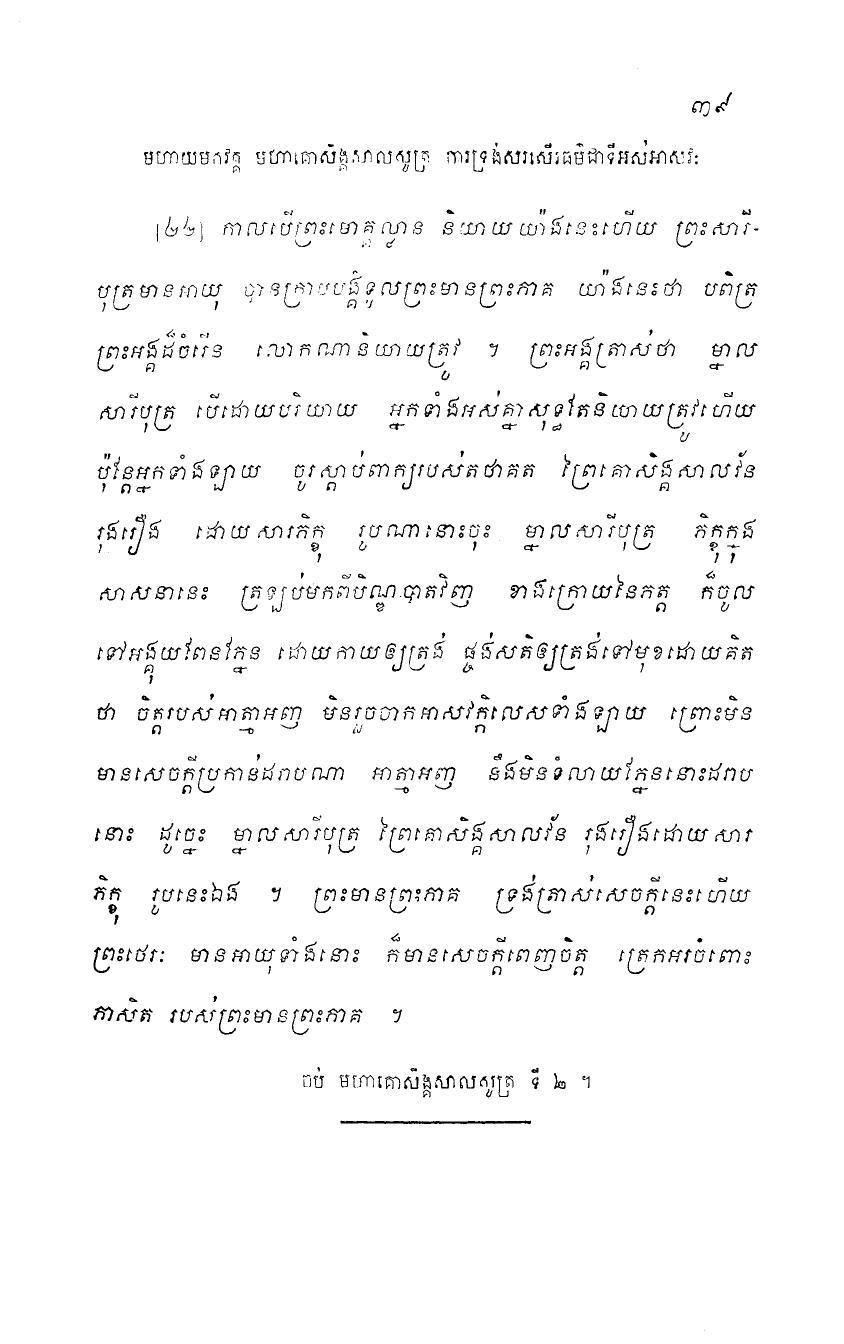 ៣៩
មហាយមកវគ្គ មហាគោសិង្គសាលសូត្រ ការទ្រង់សរសើរធម៌ជាទីអស់អាសវៈ
[៤៤] កាលបើព្រះមោគ្គល្លាន និយាយយ៉ាងនេះហើយ ព្រះសារី-
បុត្រមានអាយុ បានក្រាបបង្គំទូលព្រះមានព្រះភាគ យ៉ាងនេះថា បពិត្រ
ព្រះអង្គដ៏ចំរើន លោកណានិយាយត្រូវ ។ ព្រះអង្គត្រាស់ថា ម្នាល
សារីបុត្រ បើដោយបរិយាយ អ្នកទាំងអស់គ្នាសុទ្ធតែនិយាយត្រូវហើយ
ប៉ុន្តែអ្នកទាំងឡាយ ចូរស្តាប់ពាក្យរបស់តថាគត ព្រៃគោសិង្គសាលវ័ន
រុងរឿង ដោយសារភិក្ខុ រូបណានោះចុះ ម្នាលសារីបុត្រ ភិក្ខុក្នុង
សាសនានេះ ត្រឡប់មកពីបិណ្ឌបាតវិញ ខាងក្រោយនៃភត្ត ក៏ចូល
ទៅអង្គុយពែនភ្នែន ដោយកាយឲ្យត្រង់ ផ្ចង់សតិឲ្យត្រង់ទៅមុខដោយគិត
ថា ចិត្តរបស់អាត្មាអញ មិនរួចចាកអាសវក្តិលេសទាំងឡាយ ព្រោះមិន
មានសេចក្តីប្រកាន់ដរាបណា អាត្មាអញ នឹងមិនទំលាយភ្នែននោះដរាប
នោះ ដូច្នេះ ម្នាលសារីបុត្រ ព្រៃគោសិង្គសាលវ័ន រុងរឿងដោយសារ
ភិក្ខុ រូបនេះឯង ។ ព្រះមានព្រះភាគ ទ្រង់ត្រាស់សេចក្តីនេះហើយ
ព្រះថេរៈ មានអាយុទាំងនោះ ក៏មានសេចក្តីពេញចិត្ត ត្រេកអរចំពោះ
ភាសិត របស់ព្រះមានព្រះភាគ ។
ចប់ មហាគោសិង្គសាលសូត្រ ទី ២ ។